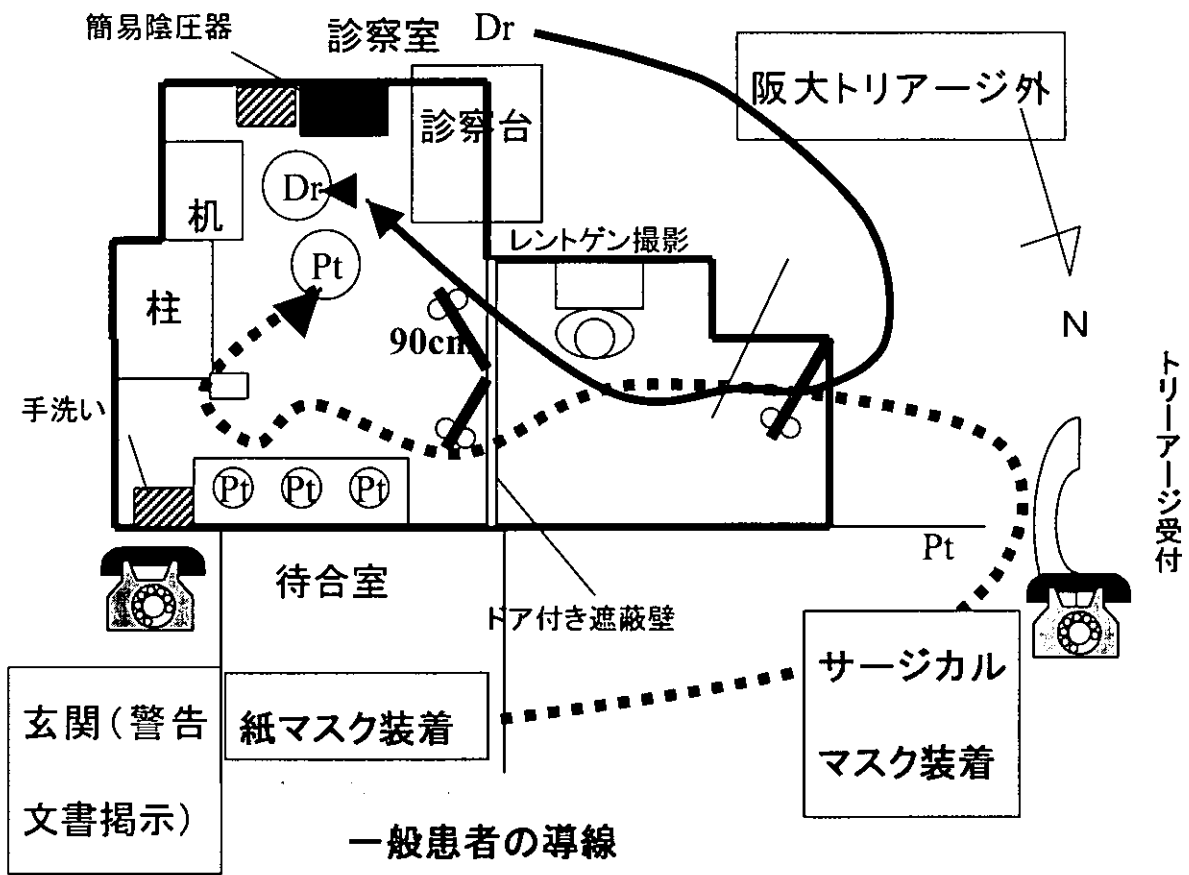 簡易陰圧器
診察室
Dr
阪大トリアージ外
診察台
机
Dr
レントゲン撮影
Pt
柱
90cm
N
手洗い
トリーアージ受付
Pt
Pt
Pt
Pt
待合室
ドア付き遮蔽壁
サージカル
マスク装着
玄関(警告
文書掲示)
紙マスク装着
一般患者の導線